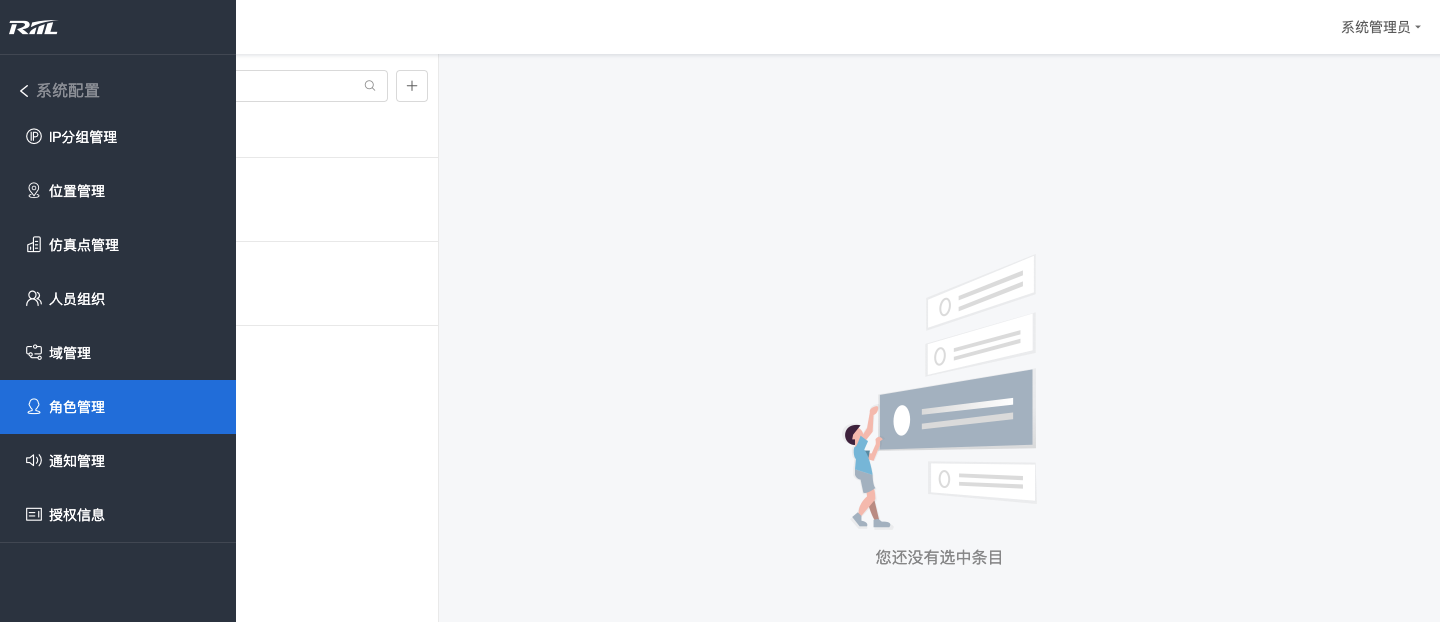 RIIL
系统管理员
系统配置
IP分组管理
位置管理
仿真点管理
人员组织
域管理
角色管理
通知管理
授权信息
您还没有选中条目